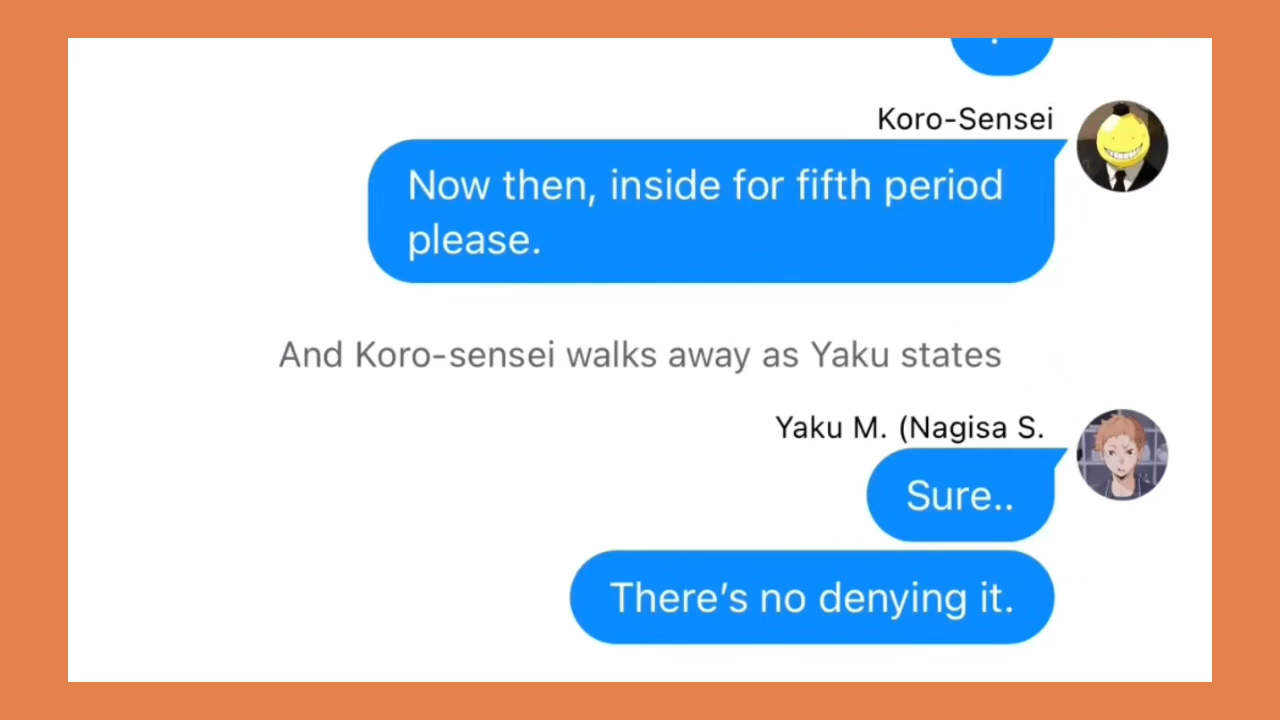 Koro-Sensei
Now then, inside for fifth period
please.
And Koro-sensei walks away as Yaku states
Yaku M. (Nagisa S.
Sure..
There's no denying it.